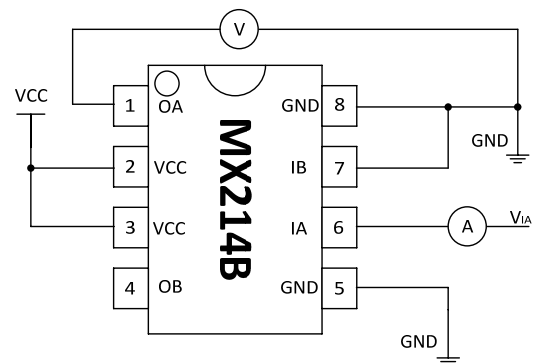 V
VCC
1 OA GND 8
GND
2 VCC IB 7
MX214B
3 VCC IA 6 A VIA
4 OB GND 5
GND